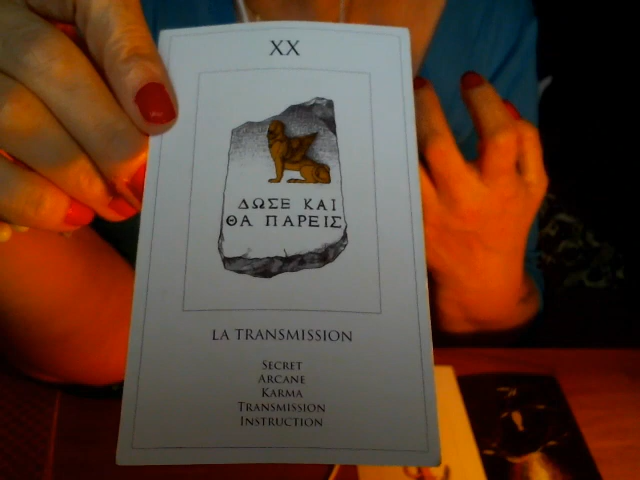 XX
ΔΩΣΕ ΚΑΙ
ΘΑ ΠΑΡΕΙΣ
LA TRANSMISSION
SECRET
ARCANE
KARMA
TRANSMISSION
INSTRUCTION